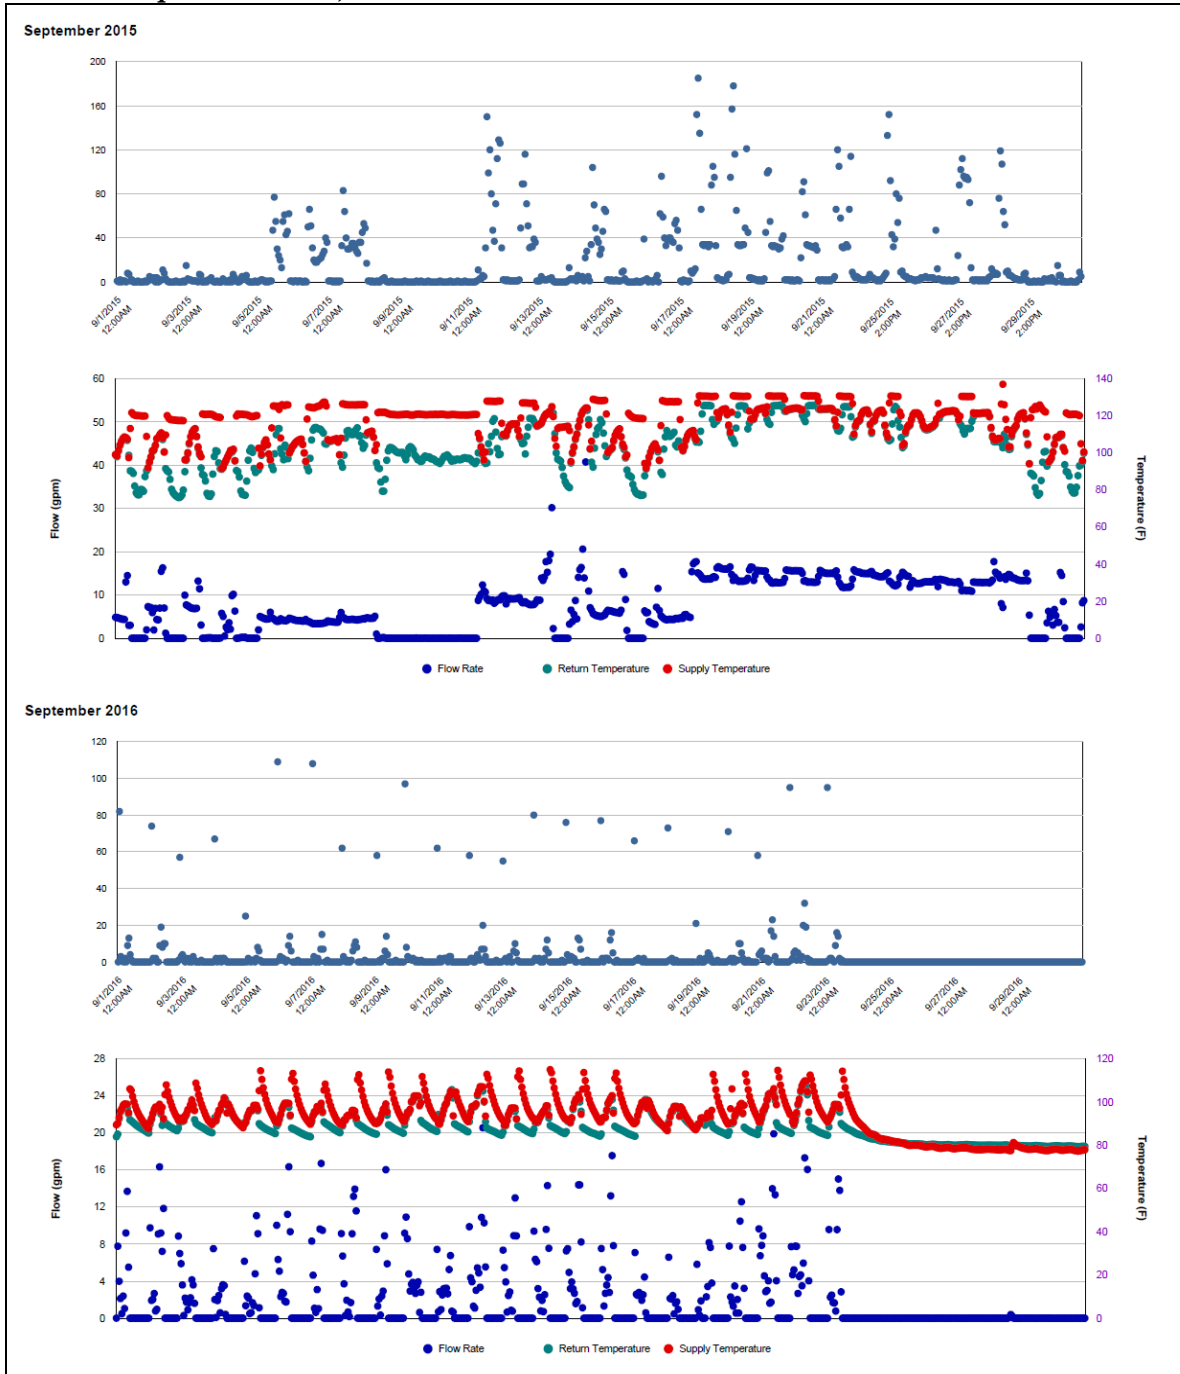 September 2015
200
160
120
80
40
0
9/1/2015 12:00AM
9/3/2015 12:00AM
9/5/2015 12:00AM
9/7/2015 12:00AM
9/9/2015 12:00AM
9/11/2015 12:00AM
9/13/2015 12:00AM
9/15/2015 12:00AM
9/17/2015 12:00AM
9/19/2015 12:00AM
9/21/2015 12:00AM
9/25/2015 2:00PM
9/27/2015 2:00PM
9/29/2015 2:00PM
60
50
40
30
20
10
0
Flow (gpm)
140
120
100
80
60
40
20
0
Temperature (F)
Flow Rate
Return Temperature
Supply Temperature
September 2016
120
100
80
60
40
20
0
9/1/2016 12:00AM
9/3/2016 12:00AM
9/5/2016 12:00AM
9/7/2016 12:00AM
9/9/2016 12:00AM
9/11/2016 12:00AM
9/13/2016 12:00AM
9/15/2016 12:00AM
9/17/2016 12:00AM
9/19/2016 12:00AM
9/21/2016 12:00AM
9/23/2016 12:00AM
9/25/2016 12:00AM
9/27/2016 12:00AM
9/29/2016 12:00AM
28
24
20
16
12
8
4
0
Flow (gpm)
120
100
80
60
40
20
0
Temperature (F)
Flow Rate
Return Temperature
Supply Temperature